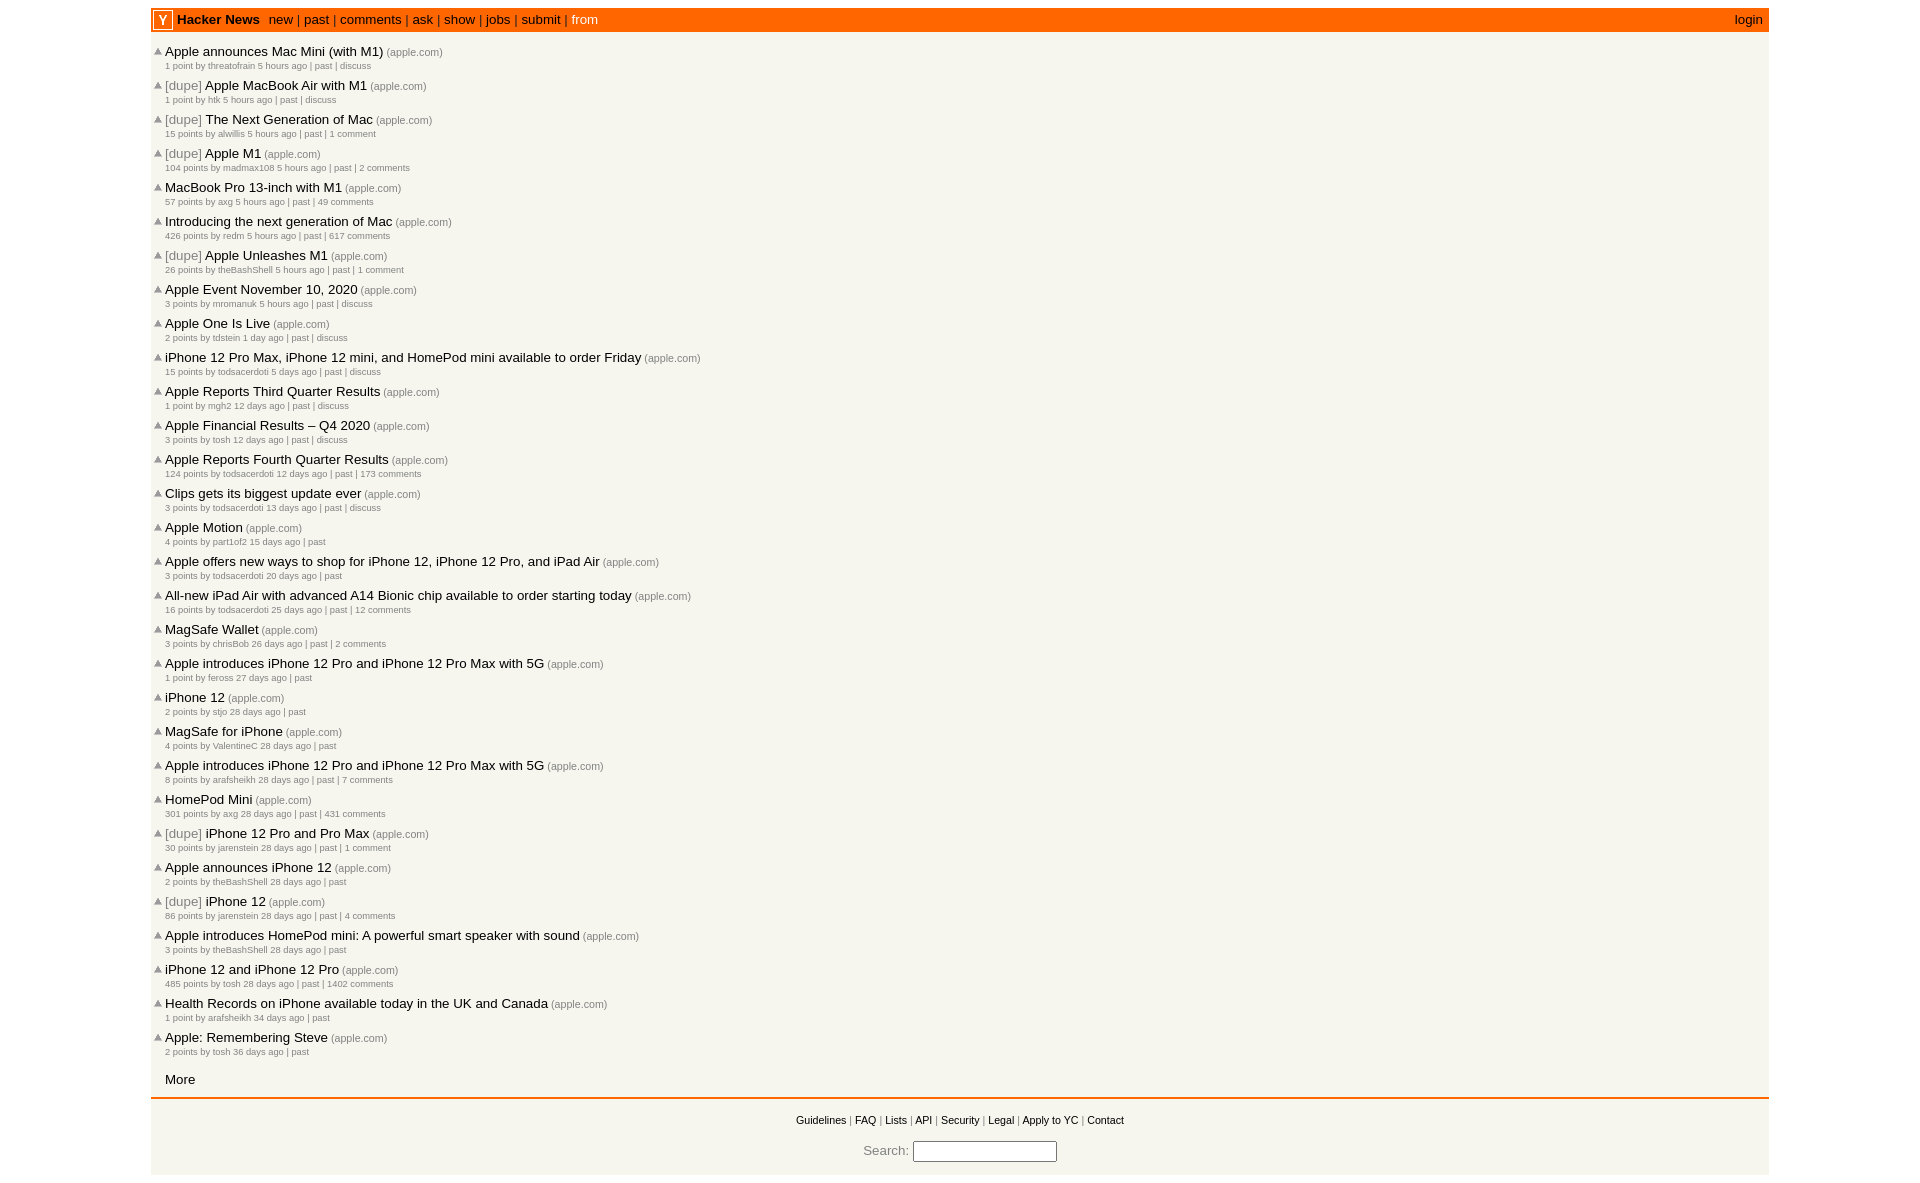 Y Hacker News new | past | comments | ask | show | jobs | submit | from login
Apple announces Mac Mini (with M1) (apple.com)
1 point by threatofrain 5 hours ago | past | discuss
[dupe] Apple MacBook Air with M1 (apple.com)
1 point by htk 5 hours ago | past | discuss
[dupe] The Next Generation of Mac (apple.com)
15 points by alwillis 5 hours ago | past | 1 comment
[dupe] Apple M1 (apple.com)
104 points by madmax108 5 hours ago | past | 2 comments
MacBook Pro 13-inch with M1 (apple.com)
57 points by axg 5 hours ago | past | 49 comments
Introducing the next generation of Mac (apple.com)
426 points by redm 5 hours ago | past | 617 comments
[dupe] Apple Unleashes M1 (apple.com)
26 points by theBashShell 5 hours ago | past | 1 comment
Apple Event November 10, 2020 (apple.com)
3 points by mromanuk 5 hours ago | past | discuss
Apple One Is Live (apple.com)
2 points by tdstein 1 day ago | past | discuss
iPhone 12 Pro Max, iPhone 12 mini, and HomePod mini available to order Friday (apple.com)
15 points by todsacerdoti 5 days ago | past | discuss
Apple Reports Third Quarter Results (apple.com)
1 point by mgh2 12 days ago | past | discuss
Apple Financial Results – Q4 2020 (apple.com)
3 points by tosh 12 days ago | past | discuss
Apple Reports Fourth Quarter Results (apple.com)
124 points by todsacerdoti 12 days ago | past | 173 comments
Clips gets its biggest update ever (apple.com)
3 points by todsacerdoti 13 days ago | past | discuss
Apple Motion (apple.com)
4 points by part1of2 15 days ago | past
Apple offers new ways to shop for iPhone 12, iPhone 12 Pro, and iPad Air (apple.com)
3 points by todsacerdoti 20 days ago | past
All-new iPad Air with advanced A14 Bionic chip available to order starting today (apple.com)
16 points by todsacerdoti 25 days ago | past | 12 comments
MagSafe Wallet (apple.com)
3 points by chrisBob 26 days ago | past | 2 comments
Apple introduces iPhone 12 Pro and iPhone 12 Pro Max with 5G (apple.com)
1 point by feross 27 days ago | past
iPhone 12 (apple.com)
2 points by stjo 28 days ago | past
MagSafe for iPhone (apple.com)
4 points by ValentineC 28 days ago | past
Apple introduces iPhone 12 Pro and iPhone 12 Pro Max with 5G (apple.com)
8 points by arafsheikh 28 days ago | past | 7 comments
HomePod Mini (apple.com)
301 points by axg 28 days ago | past | 431 comments
[dupe] iPhone 12 Pro and Pro Max (apple.com)
30 points by jarenstein 28 days ago | past | 1 comment
Apple announces iPhone 12 (apple.com)
2 points by theBashShell 28 days ago | past
[dupe] iPhone 12 (apple.com)
86 points by jarenstein 28 days ago | past | 4 comments
Apple introduces HomePod mini: A powerful smart speaker with sound (apple.com)
3 points by theBashShell 28 days ago | past
iPhone 12 and iPhone 12 Pro (apple.com)
485 points by tosh 28 days ago | past | 1402 comments
Health Records on iPhone available today in the UK and Canada (apple.com)
1 point by arafsheikh 34 days ago | past
Apple: Remembering Steve (apple.com)
2 points by tosh 36 days ago | past
More
Guidelines | FAQ | Lists | API | Security | Legal | Apply to YC | Contact
Search: